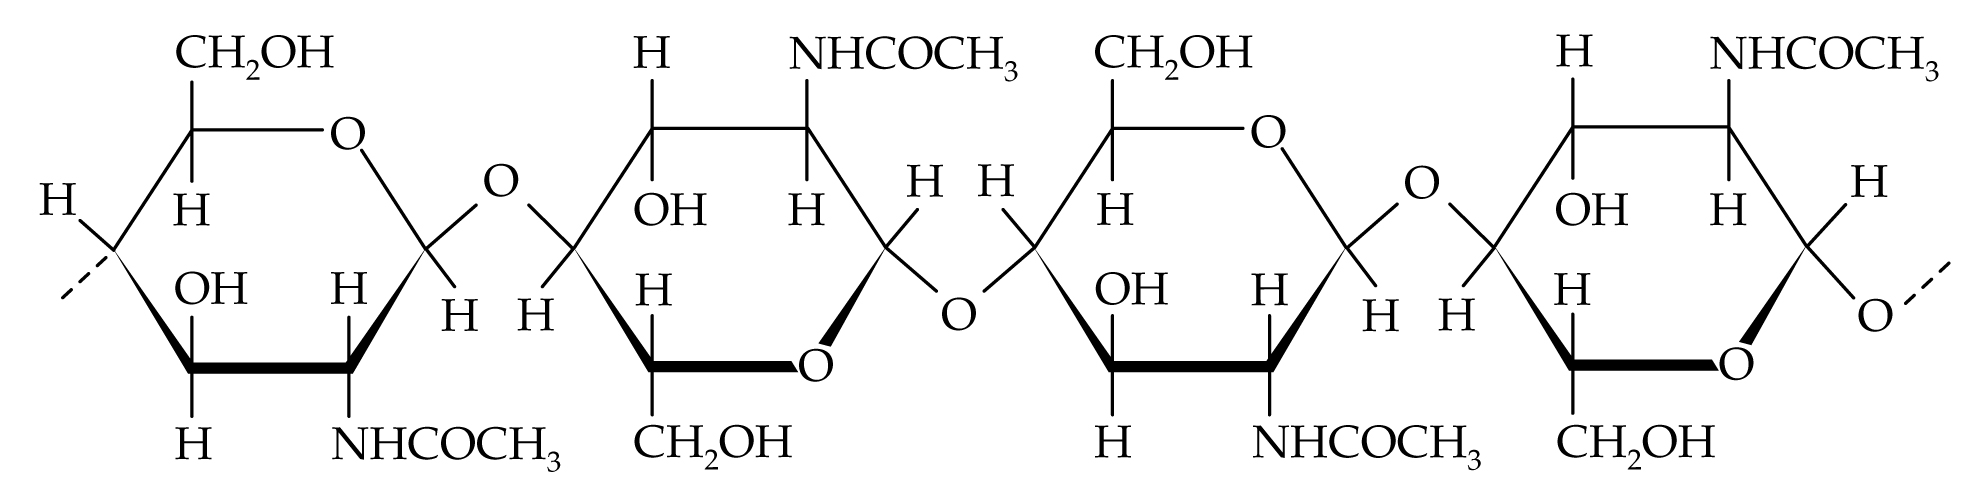 CH₂OH H NHCOCH₃ CH₂OH H NHCOCH₃
O O
H O H H O H
H OH H H OH H
OH H H H H OH H H H H
O O
O O
H NHCOCH₃ CH₂OH H NHCOCH₃ CH₂OH